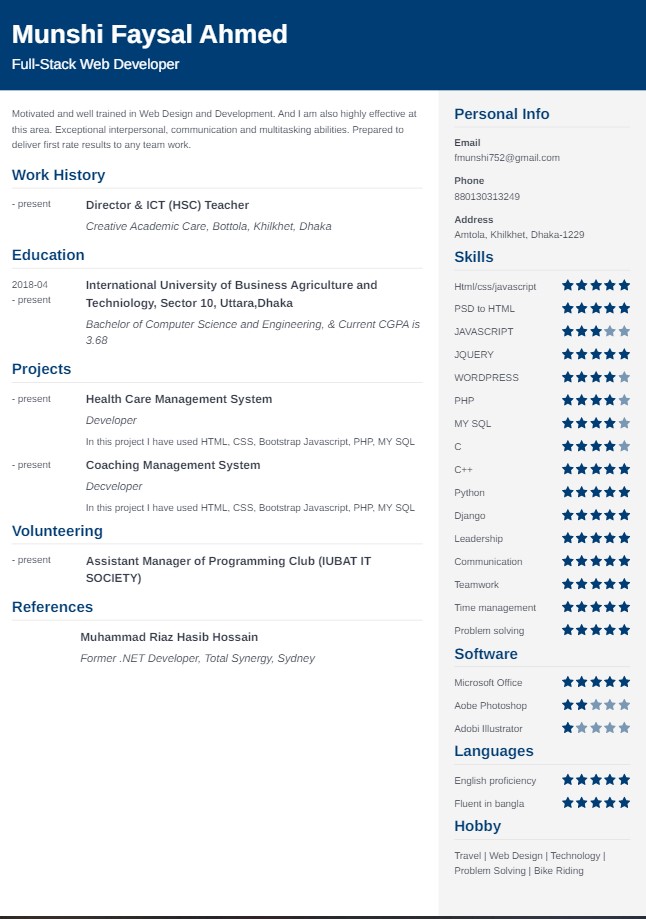 Munshi Faysal Ahmed
Full-Stack Web Developer
Motivated and well trained in Web Design and Development. And I am also highly effective at
this area. Exceptional interpersonal, communication and multitasking abilities. Prepared to
deliver first rate results to any team work.
Work History
- present
Director & ICT (HSC) Teacher
Creative Academic Care, Bottola, Khilkhet, Dhaka
Education
2018-04
- present
International University of Business Agriculture and
Techniology, Sector 10, Uttara,Dhaka
Bachelor of Computer Science and Engineering, & Current CGPA is
3.68
Projects
- present
Health Care Management System
Developer
In this project I have used HTML, CSS, Bootstrap Javascript, PHP, MY SQL
- present
Coaching Management System
Decveloper
In this project I have used HTML, CSS, Bootstrap Javascript, PHP, MY SQL
Volunteering
- present
Assistant Manager of Programming Club (IUBAT IT
SOCIETY)
References
Muhammad Riaz Hasib Hossain
Former .NET Developer, Total Synergy, Sydney
Personal Info
Email
fmunshi752@gmail.com
Phone
880130313249
Address
Amtola, Khilkhet, Dhaka-1229
Skills
Html/css/javascript
PSD to HTML
JAVASCRIPT
JQUERY
WORDPRESS
PHP
MY SQL
C
C++
Python
Django
Leadership
Communication
Teamwork
Time management
Problem solving
Software
Microsoft Office
Aobe Photoshop
Adobi Illustrator
Languages
English proficiency
Fluent in bangla
Hobby
Travel | Web Design | Technology |
Problem Solving | Bike Riding